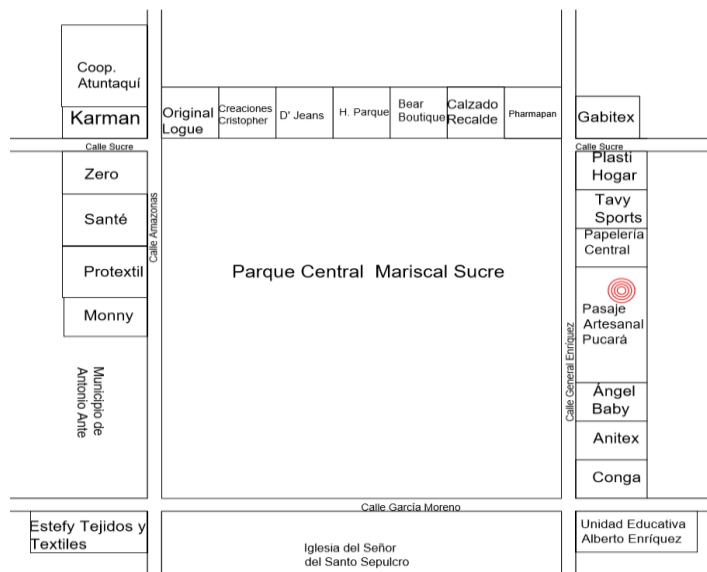 Coop.
Atuntaquí
Karman
Original
Logue
Creaciones
Cristopher
D' Jeans
H. Parque
Bear
Boutique
Calzado
Recalde
Pharmapan
Gabitex
Calle Sucre
Calle Sucre
Zero
Santé
Protextil
Monny
Municipio de
Antonio Ante
Calle Amazonas
Parque Central Mariscal Sucre
Calle General Enríquez
Plasti
Hogar
Tavy
Sports
Papelería
Central
Pasaje
Artesanal
Pucará
Ángel
Baby
Anitex
Conga
Calle García Moreno
Estefy Tejidos y
Textiles
Iglesia del Señor
del Santo Sepulcro
Unidad Educativa
Alberto Enríquez